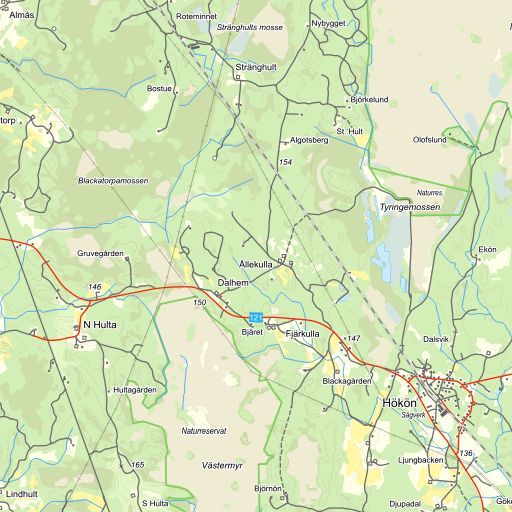 Almås
Roteminnet
Nybygget
Stränghults mosse
Stränghult
Bostue
Björkelund
torp
St. Hult
Algotsberg
Olofslund
154
Blackatorpamossen
Naturres.
Tyringemossen
Ekön
Gruvegården
Allekulla
146
Dalhem
150
121
N Hulta
Bjäret
Fjärkulla
147
Dalsvik
Blackagården
Hultagården
Hökön
Sågverk
Naturreservat
136
Ljungbacken
165
Västermyr
Björnön
Lindhult
S Hulta
Djupadal
Gökö